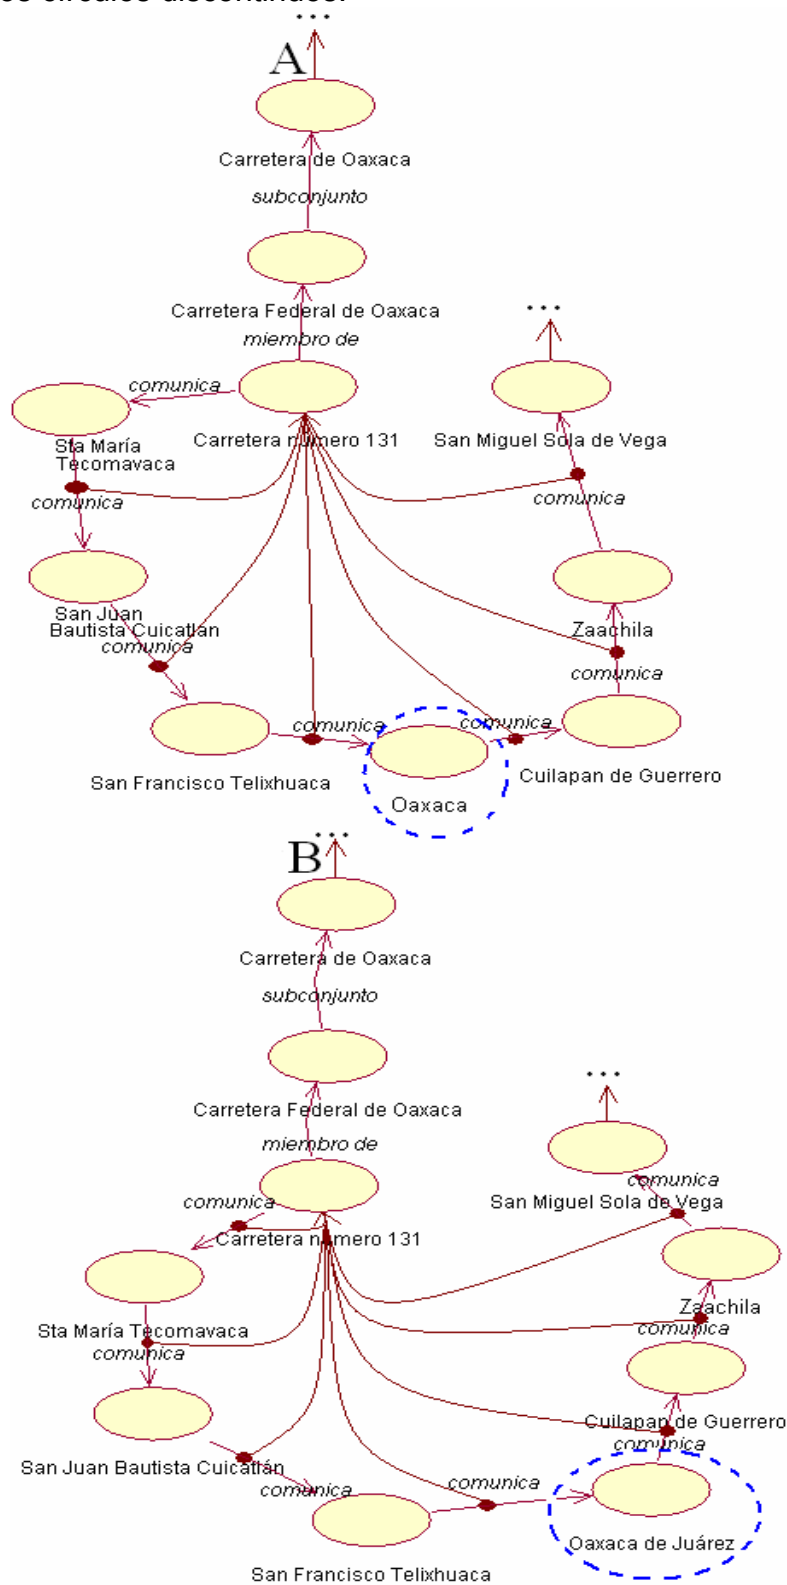 os círculos discontinuos.
...
A
Carretera de Oaxaca
subconjunto
Carretera Federal de Oaxaca
miembro de
...
comunica
Carretera número 131
San Miguel Sola de Vega
Sta María
Tecomavaca
comunica
comunica
San Juan
Bautista Cuicatlán
comunica
Zaachila
comunica
comunica
comunica
San Francisco Telixhuaca
Oaxaca
Cuilapan de Guerrero
...
B
Carretera de Oaxaca
subconjunto
...
Carretera Federal de Oaxaca
miembro de
comunica
comunica
San Miguel Sola de Vega
Carretera número 131
Zaachila
Sta María Tecomavaca
comunica
comunica
Cuilapan de Guerrero
comunica
San Juan Bautista Cuicatlán
comunica
comunica
Oaxaca de Juárez
San Francisco Telixhuaca